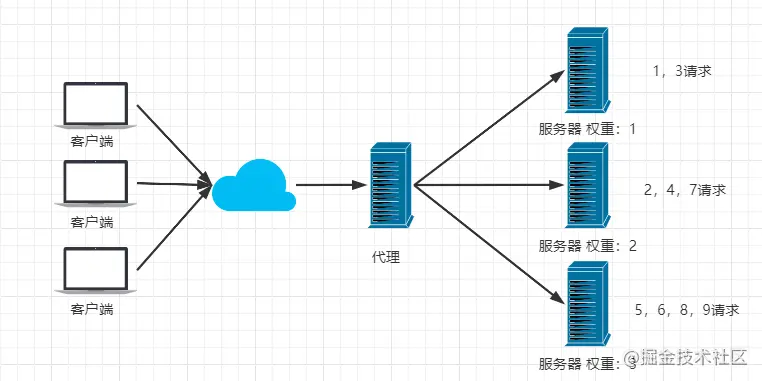 1，3请求
客户端
服务器 权重：1
2，4，7请求
客户端
代理
服务器 权重：2
客户端
5，6，8，9请求
服务器 权重：3
@掘金技术社区